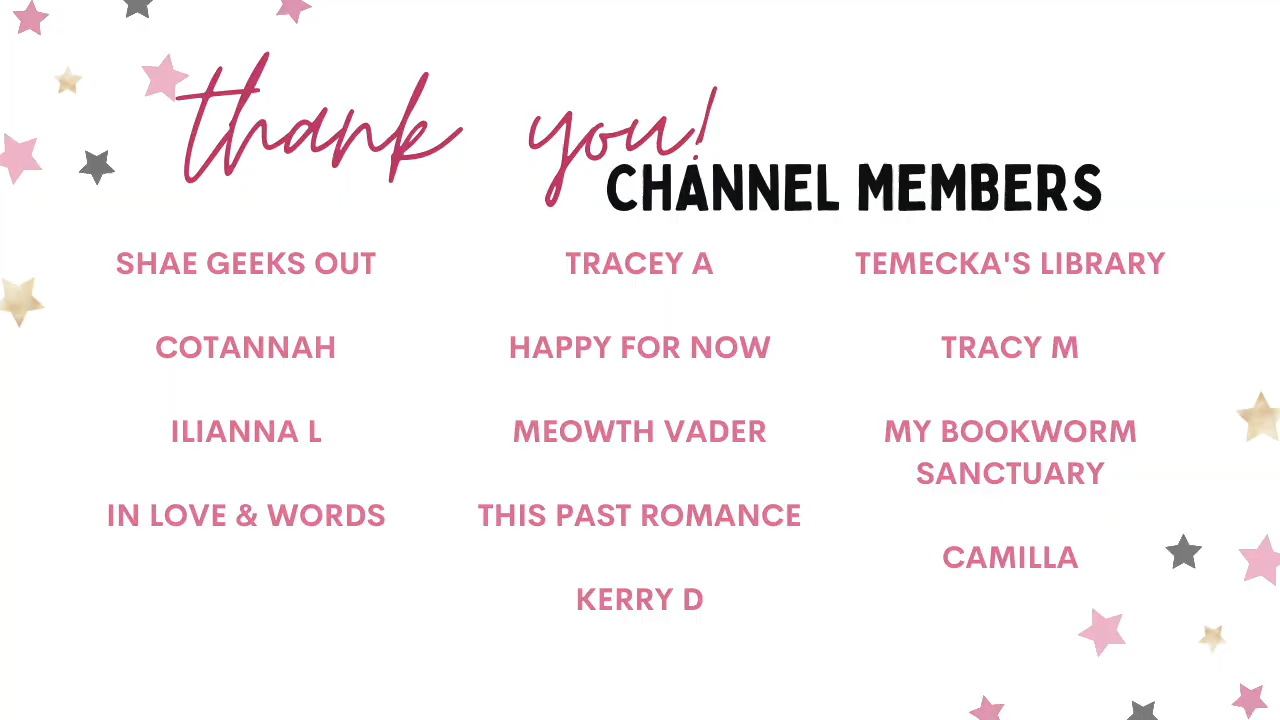 thank you!
CHANNEL MEMBERS
SHAE GEEKS OUT
COTANNAH
ILIANNA L
IN LOVE & WORDS
TRACEY A
HAPPY FOR NOW
MEOWTH VADER
THIS PAST ROMANCE
KERRY D
TEMECKA'S LIBRARY
TRACY M
MY BOOKWORM
SANCTUARY
CAMILLA